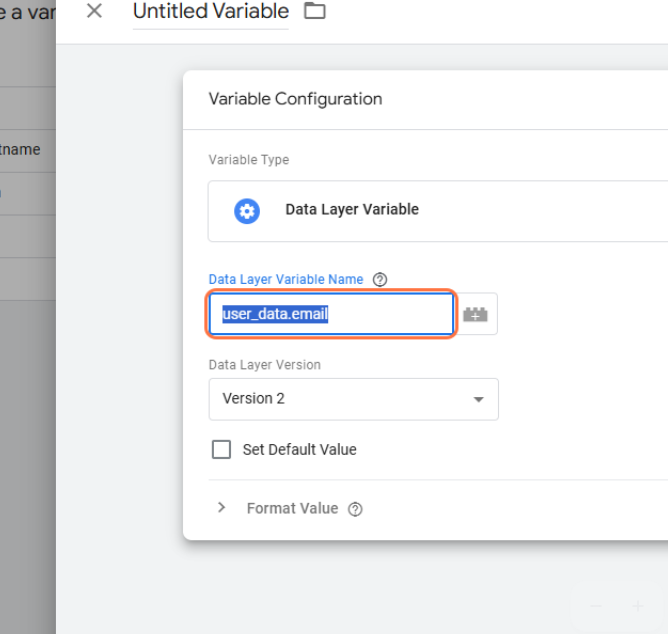 e a var
Untitled Variable
tname
Variable Configuration
Variable Type
Data Layer Variable
Data Layer Variable Name
user_data.email
Data Layer Version
Version 2
Set Default Value
Format Value